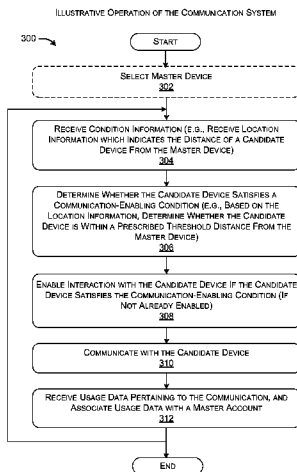 ILLUSTRATIVE OPERATION OF THE COMMUNICATION SYSTEM
300
START
SELECT MASTER DEVICE
302
RECEIVE CONDITION INFORMATION (E.G., RECEIVE LOCATION
INFORMATION WHICH INDICATES THE DISTANCE OF A CANDIDATE
DEVICE FROM THE MASTER DEVICE)
304
DETERMINE WHETHER THE CANDIDATE DEVICE SATISFIES A
COMMUNICATION-ENABLING CONDITION (E.G., BASED ON THE
LOCATION INFORMATION, DETERMINE WHETHER THE CANDIDATE
DEVICE IS WITHIN A PRESCRIBED THRESHOLD DISTANCE FROM THE
MASTER DEVICE)
306
ENABLE INTERACTION WITH THE CANDIDATE DEVICE IF THE CANDIDATE
DEVICE SATISFIES THE COMMUNICATION-ENABLING CONDITION (IF
NOT ALREADY ENABLED)
308
COMMUNICATE WITH THE CANDIDATE DEVICE
310
RECEIVE USAGE DATA PERTAINING TO THE COMMUNICATION, AND
ASSOCIATE USAGE DATA WITH A MASTER ACCOUNT
312
END